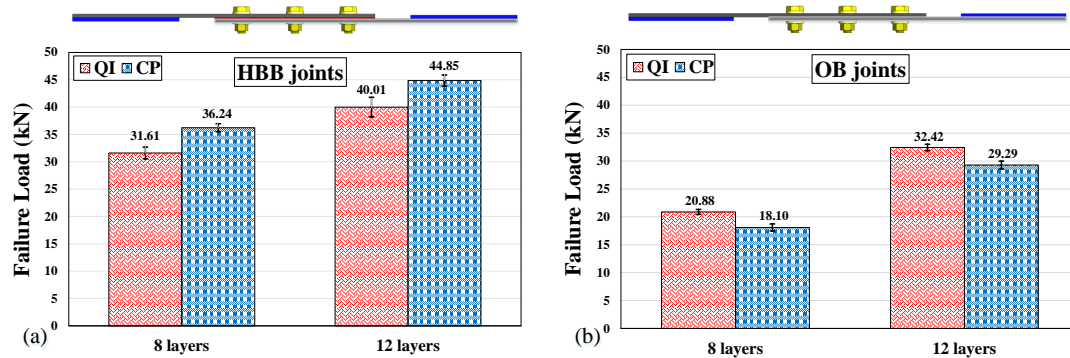 HBB joints
QI CP
Failure Load (kN)
50
45
40
35
30
25
20
15
10
5
0
31.61
36.24
40.01
44.85
8 layers
12 layers
(a)
OB joints
QI CP
Failure Load (kN)
50
45
40
35
30
25
20
15
10
5
0
20.88
18.10
32.42
29.29
8 layers
12 layers
(b)